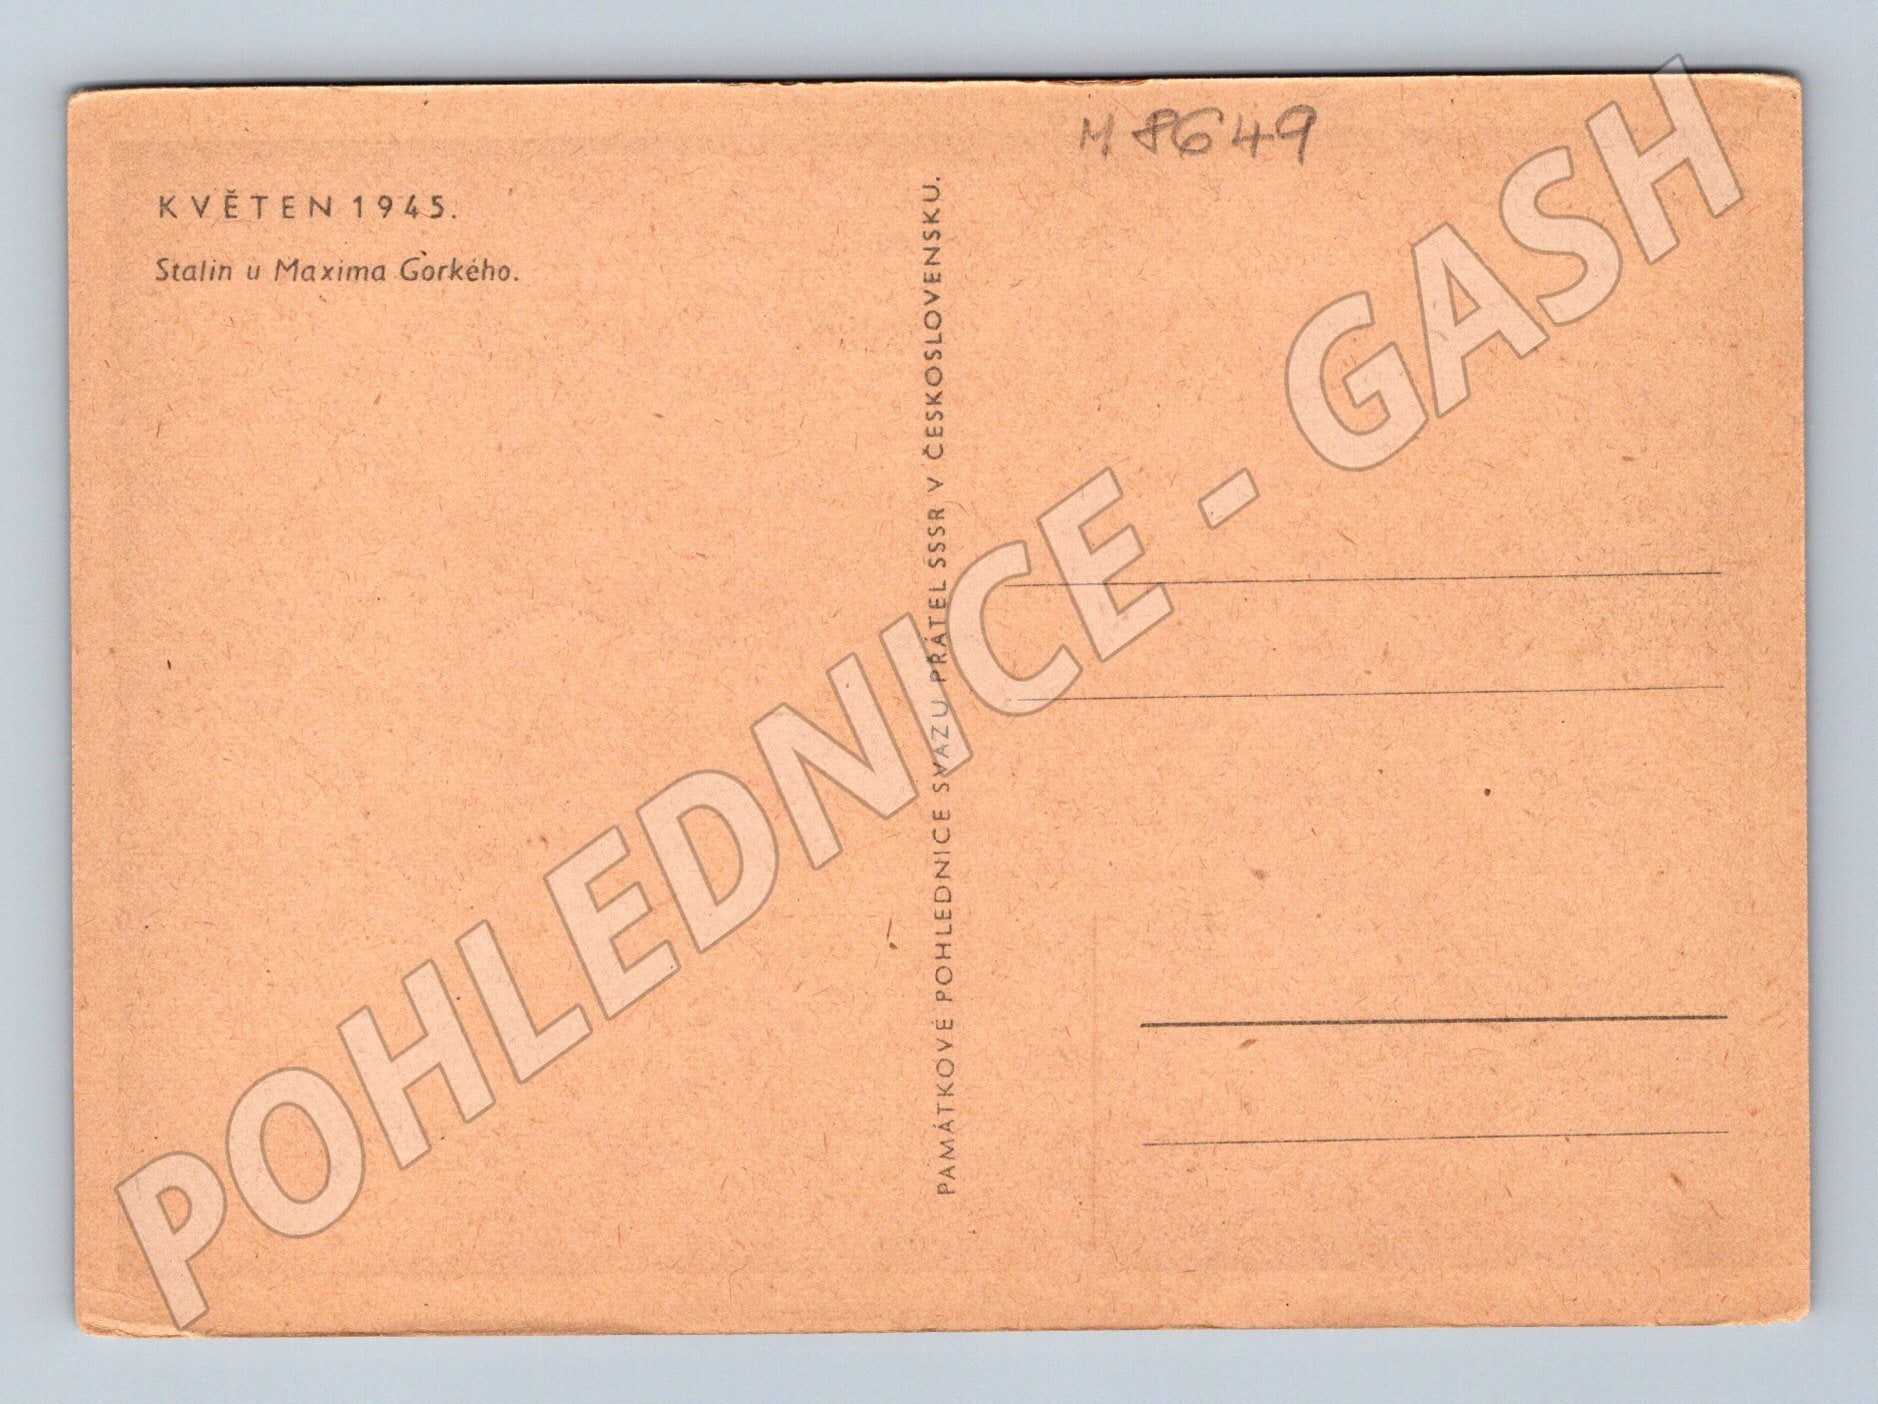 M 8649
KVĚTEN 1945.
Stalin u Maxima Gorkého.
PAMÁTKOVÉ POHLEDNICE SVAZU PŘÁTEL SSSR V ČESKOSLOVENSKU.
POHLEDNICE - GASH